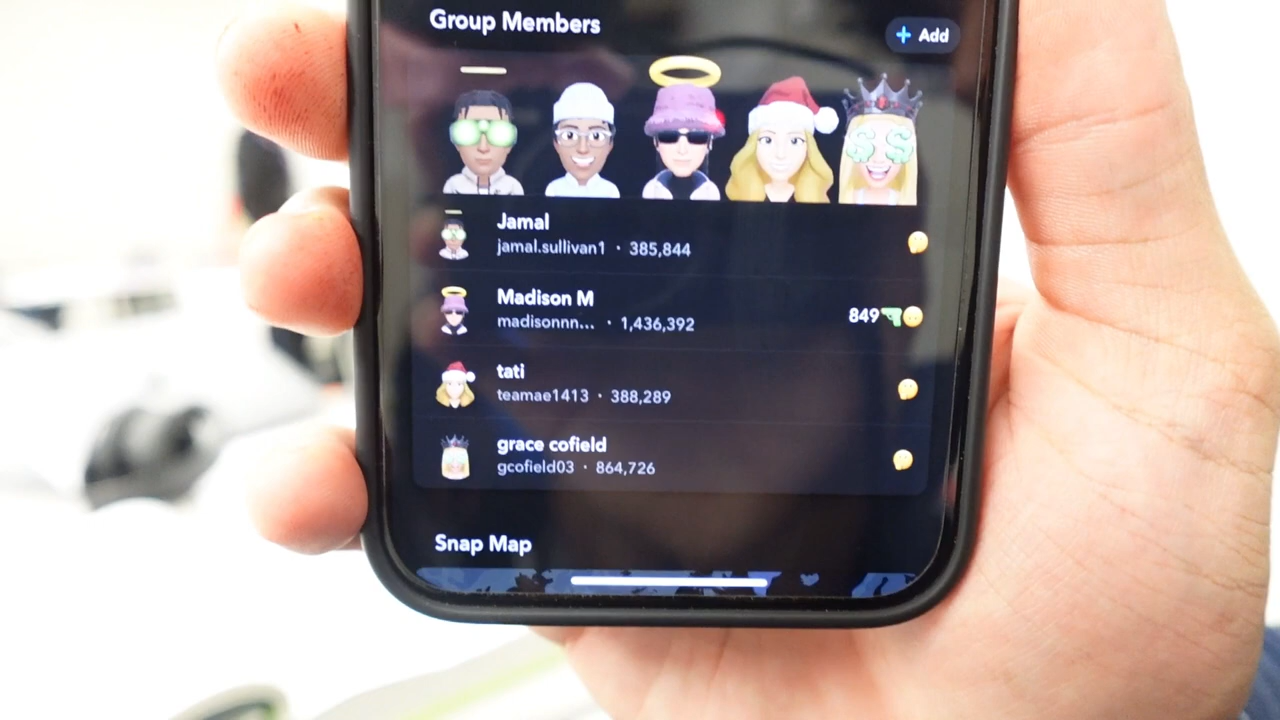 Group Members
+ Add
Jamal
jamal.sullivan1 · 385,844
Madison M
madisonnn... · 1,436,392
849
tati
teamae1413 · 388,289
grace cofield
gcofield03 · 864,726
Snap Map